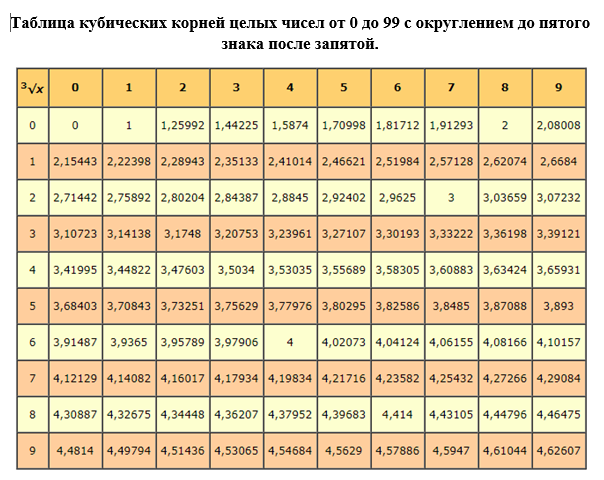 Таблица кубических корней целых чисел от 0 до 99 с округлением до пятого
знака после запятой.
³√x 0 1 2 3 4 5 6 7 8 9
0 0 1 1,25992 1,44225 1,5874 1,70998 1,81712 1,91293 2 2,08008
1 2,15443 2,22398 2,28943 2,35133 2,41014 2,46621 2,51984 2,57128 2,62074 2,6684
2 2,71442 2,75892 2,80204 2,84387 2,8845 2,92402 2,9625 3 3,03659 3,07232
3 3,10723 3,14138 3,1748 3,20753 3,23961 3,27107 3,30193 3,33222 3,36198 3,39121
4 3,41995 3,44822 3,47603 3,5034 3,53035 3,55689 3,58305 3,60883 3,63424 3,65931
5 3,68403 3,70843 3,73251 3,75629 3,77976 3,80295 3,82586 3,8485 3,87088 3,893
6 3,91487 3,9365 3,95789 3,97906 4 4,02073 4,04124 4,06155 4,08166 4,10157
7 4,12129 4,14082 4,16017 4,17934 4,19834 4,21716 4,23582 4,25432 4,27266 4,29084
8 4,30887 4,32675 4,34448 4,36207 4,37952 4,39683 4,414 4,43105 4,44796 4,46475
9 4,4814 4,49794 4,51436 4,53065 4,54684 4,5629 4,57886 4,5947 4,61044 4,62607